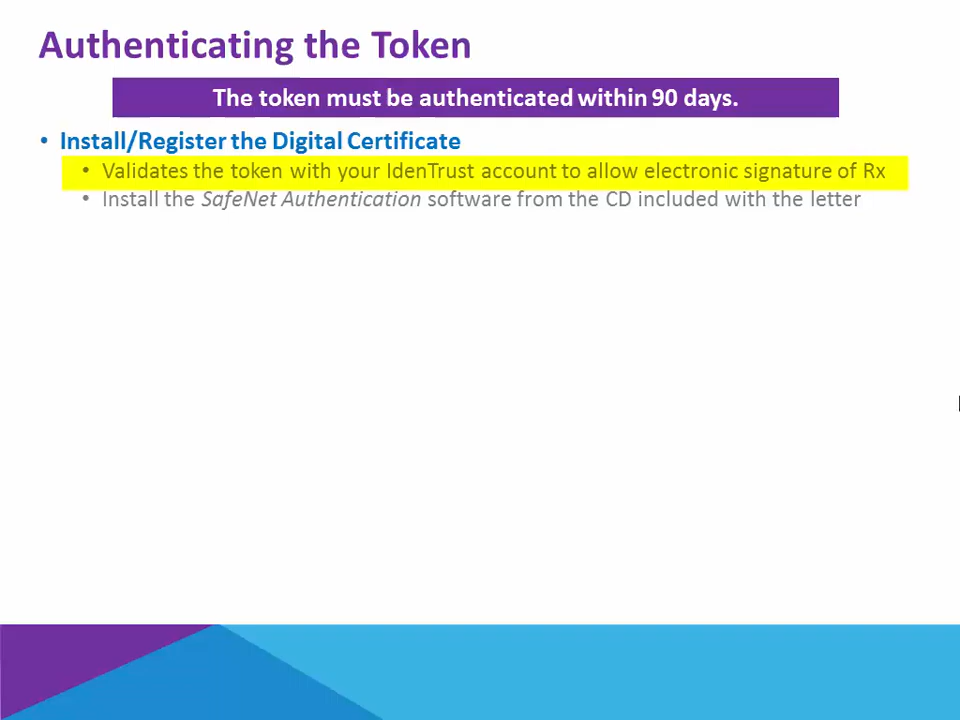 Authenticating the Token
The token must be authenticated within 90 days.
• Install/Register the Digital Certificate
• Validates the token with your IdenTrust account to allow electronic signature of Rx
• Install the SafeNet Authentication software from the CD included with the letter